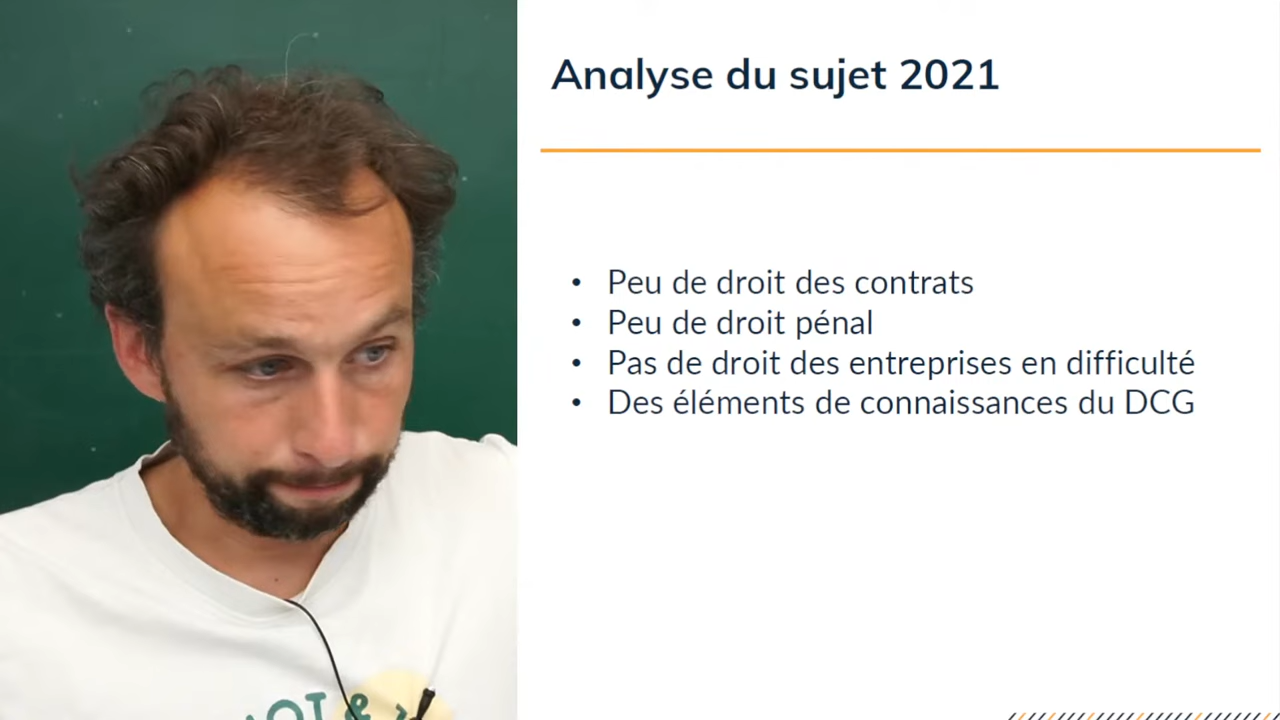 Analyse du sujet 2021
• Peu de droit des contrats
• Peu de droit pénal
• Pas de droit des entreprises en difficulté
• Des éléments de connaissances du DCG